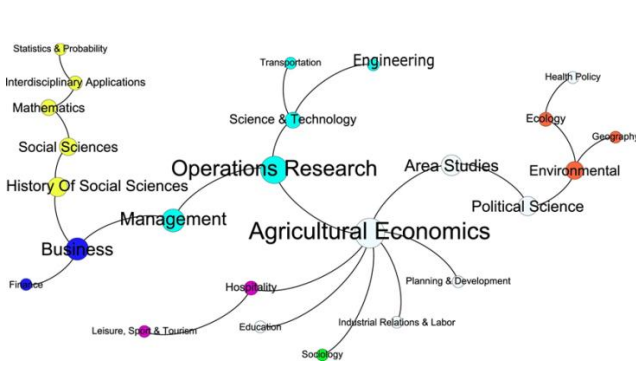 Statistics & Probability
Interdisciplinary Applications
Mathematics
Social Sciences
History Of Social Sciences
Management
Business
Finance
Transportation
Engineering
Science & Technology
Operations Research
Area Studies
Agricultural Economics
Political Science
Health Policy
Ecology
Geography
Environmental
Hospitality
Leisure, Sport & Tourism
Education
Sociology
Industrial Relations & Labor
Planning & Development